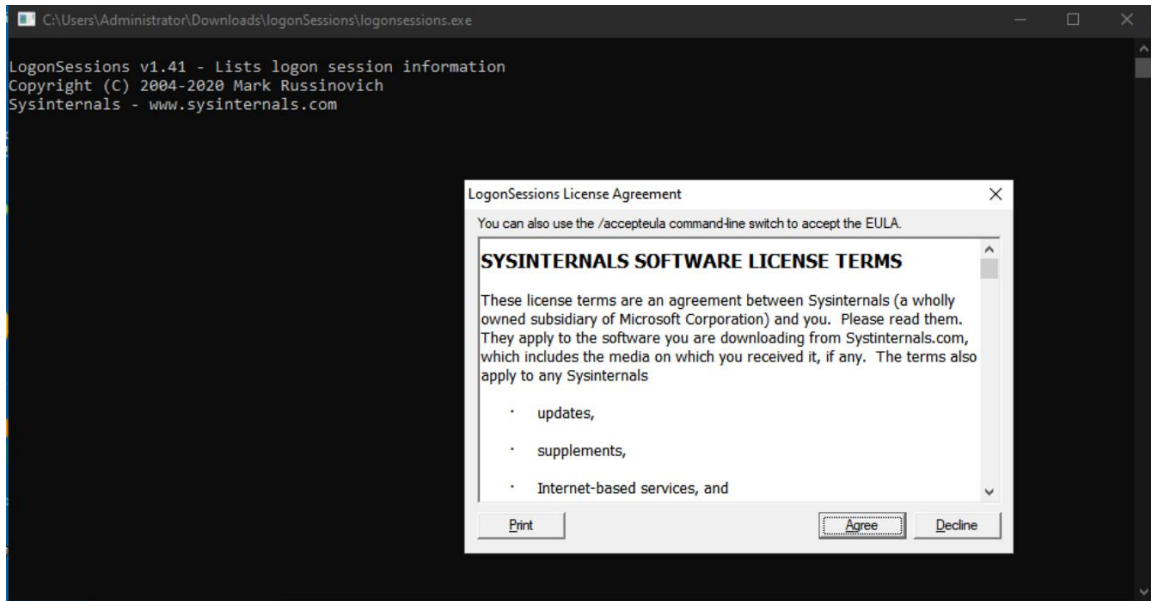 C:\Users\Administrator\Downloads\logonSessions\logonsessions.exe
LogonSessions v1.41 - Lists logon session information
Copyright (C) 2004-2020 Mark Russinovich
Sysinternals - www.sysinternals.com
LogonSessions License Agreement
You can also use the /accepteula command-line switch to accept the EULA.
SYSINTERNALS SOFTWARE LICENSE TERMS
These license terms are an agreement between Sysinternals (a wholly
owned subsidiary of Microsoft Corporation) and you. Please read them.
They apply to the software you are downloading from Systinternals.com,
which includes the media on which you received it, if any. The terms also
apply to any Sysinternals
· updates,
· supplements,
· Internet-based services, and
Print Agree Decline